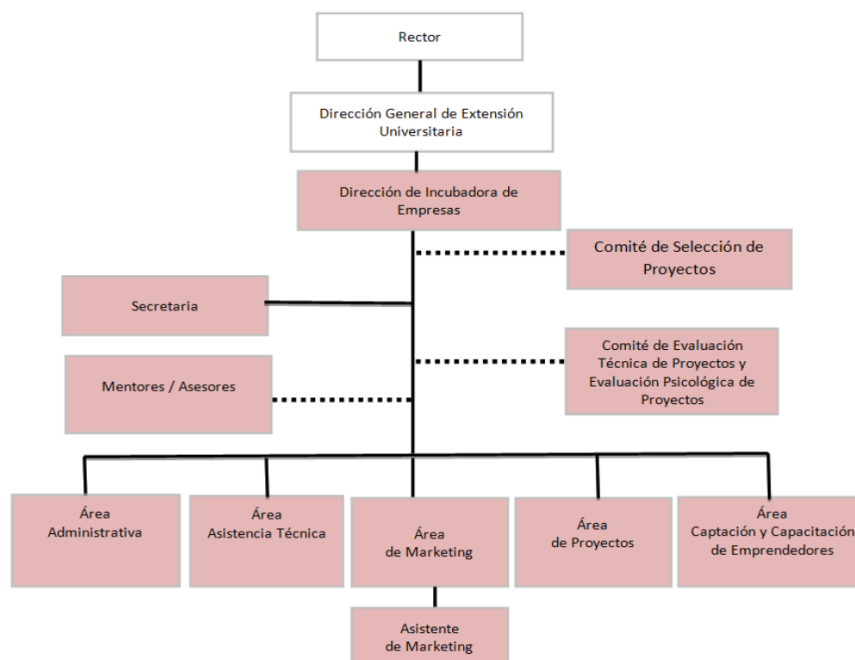 Rector
Dirección General de Extensión
Universitaria
Dirección de Incubadora de
Empresas
Comité de Selección de
Proyectos
Secretaria
Comité de Evaluación
Técnica de Proyectos y
Evaluación Psicológica de
Proyectos
Mentores / Asesores
Área
Administrativa
Área
Asistencia Técnica
Área
de Marketing
Área
de Proyectos
Área
Captación y Capacitación
de Emprendedores
Asistente
de Marketing